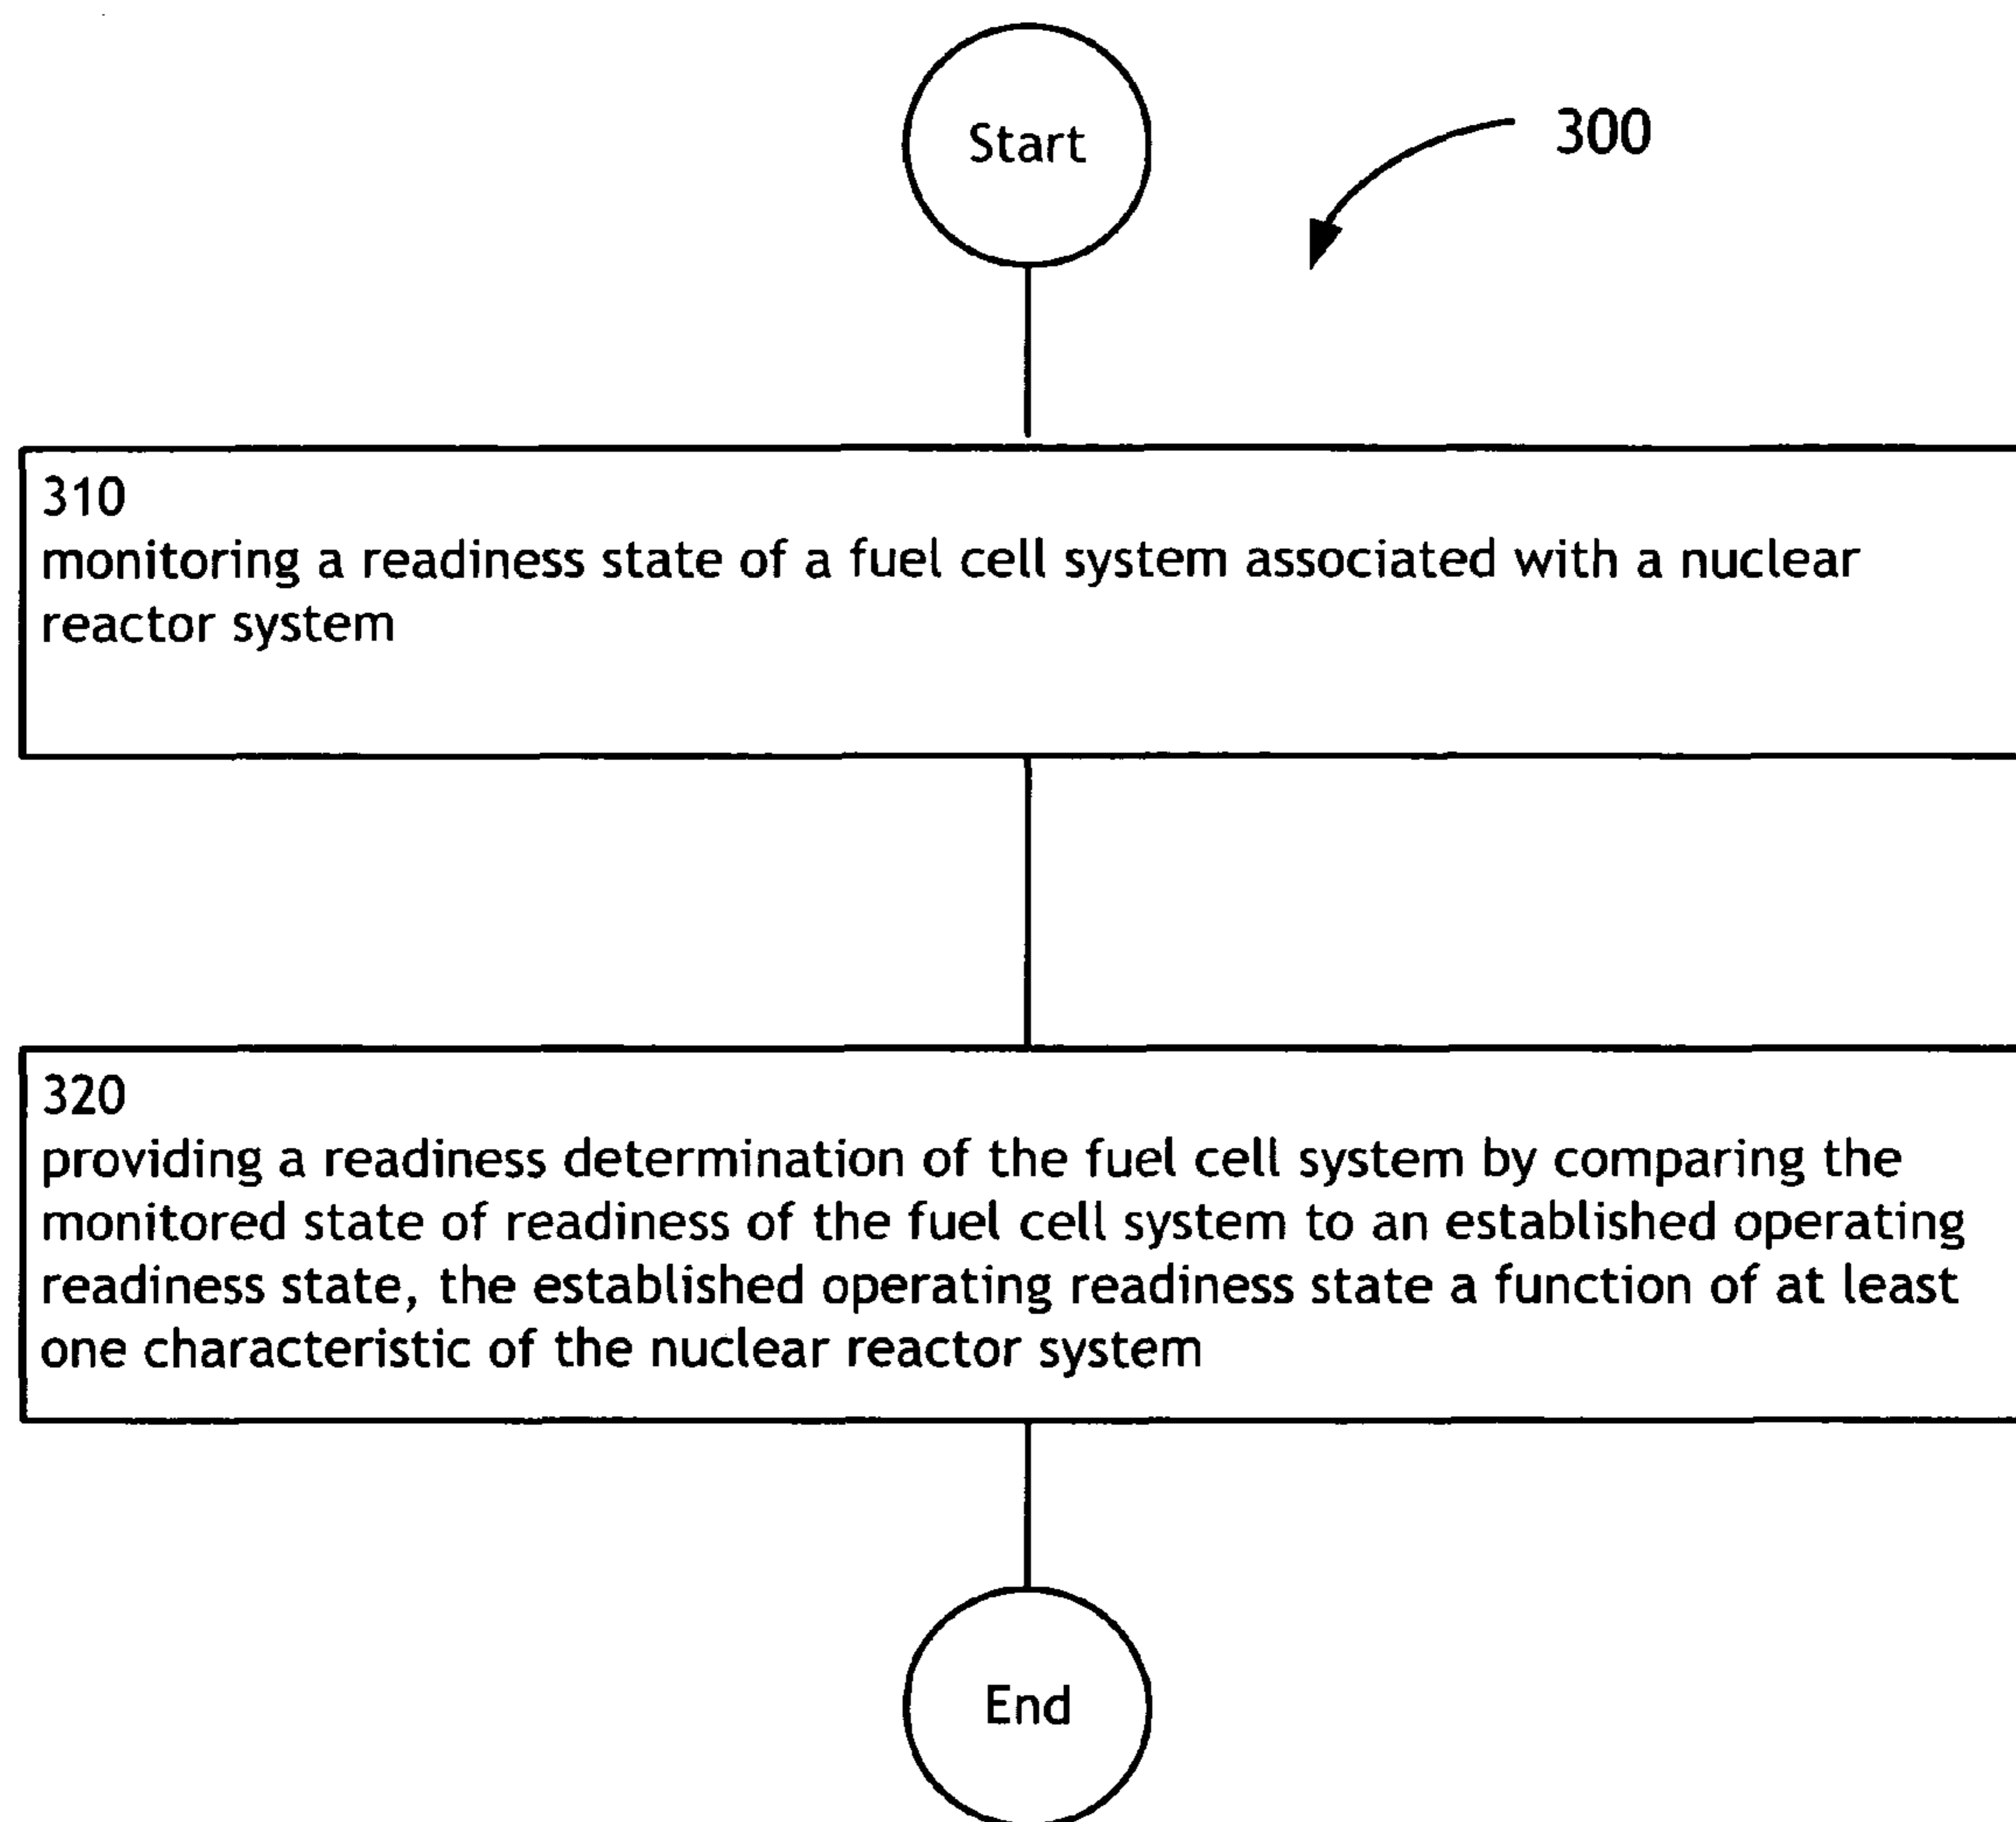 Start
300
310
monitoring a readiness state of a fuel cell system associated with a nuclear
reactor system
320
providing a readiness determination of the fuel cell system by comparing the
monitored state of readiness of the fuel cell system to an established operating
readiness state, the established operating readiness state a function of at least
one characteristic of the nuclear reactor system
End